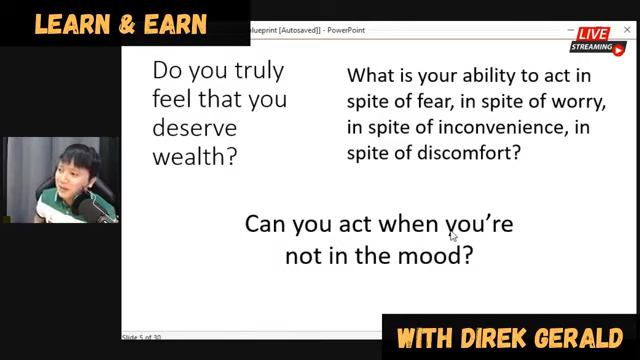 LEARN & EARN
blueprint [Autosaved]] - PowerPoint
LIVE
STREAMING
Do you truly
feel that you
deserve
wealth?
What is your ability to act in
spite of fear, in spite of worry,
in spite of inconvenience, in
spite of discomfort?
Can you act when you're
not in the mood?
Slide 5 of 30
WITH DIREK GERALD